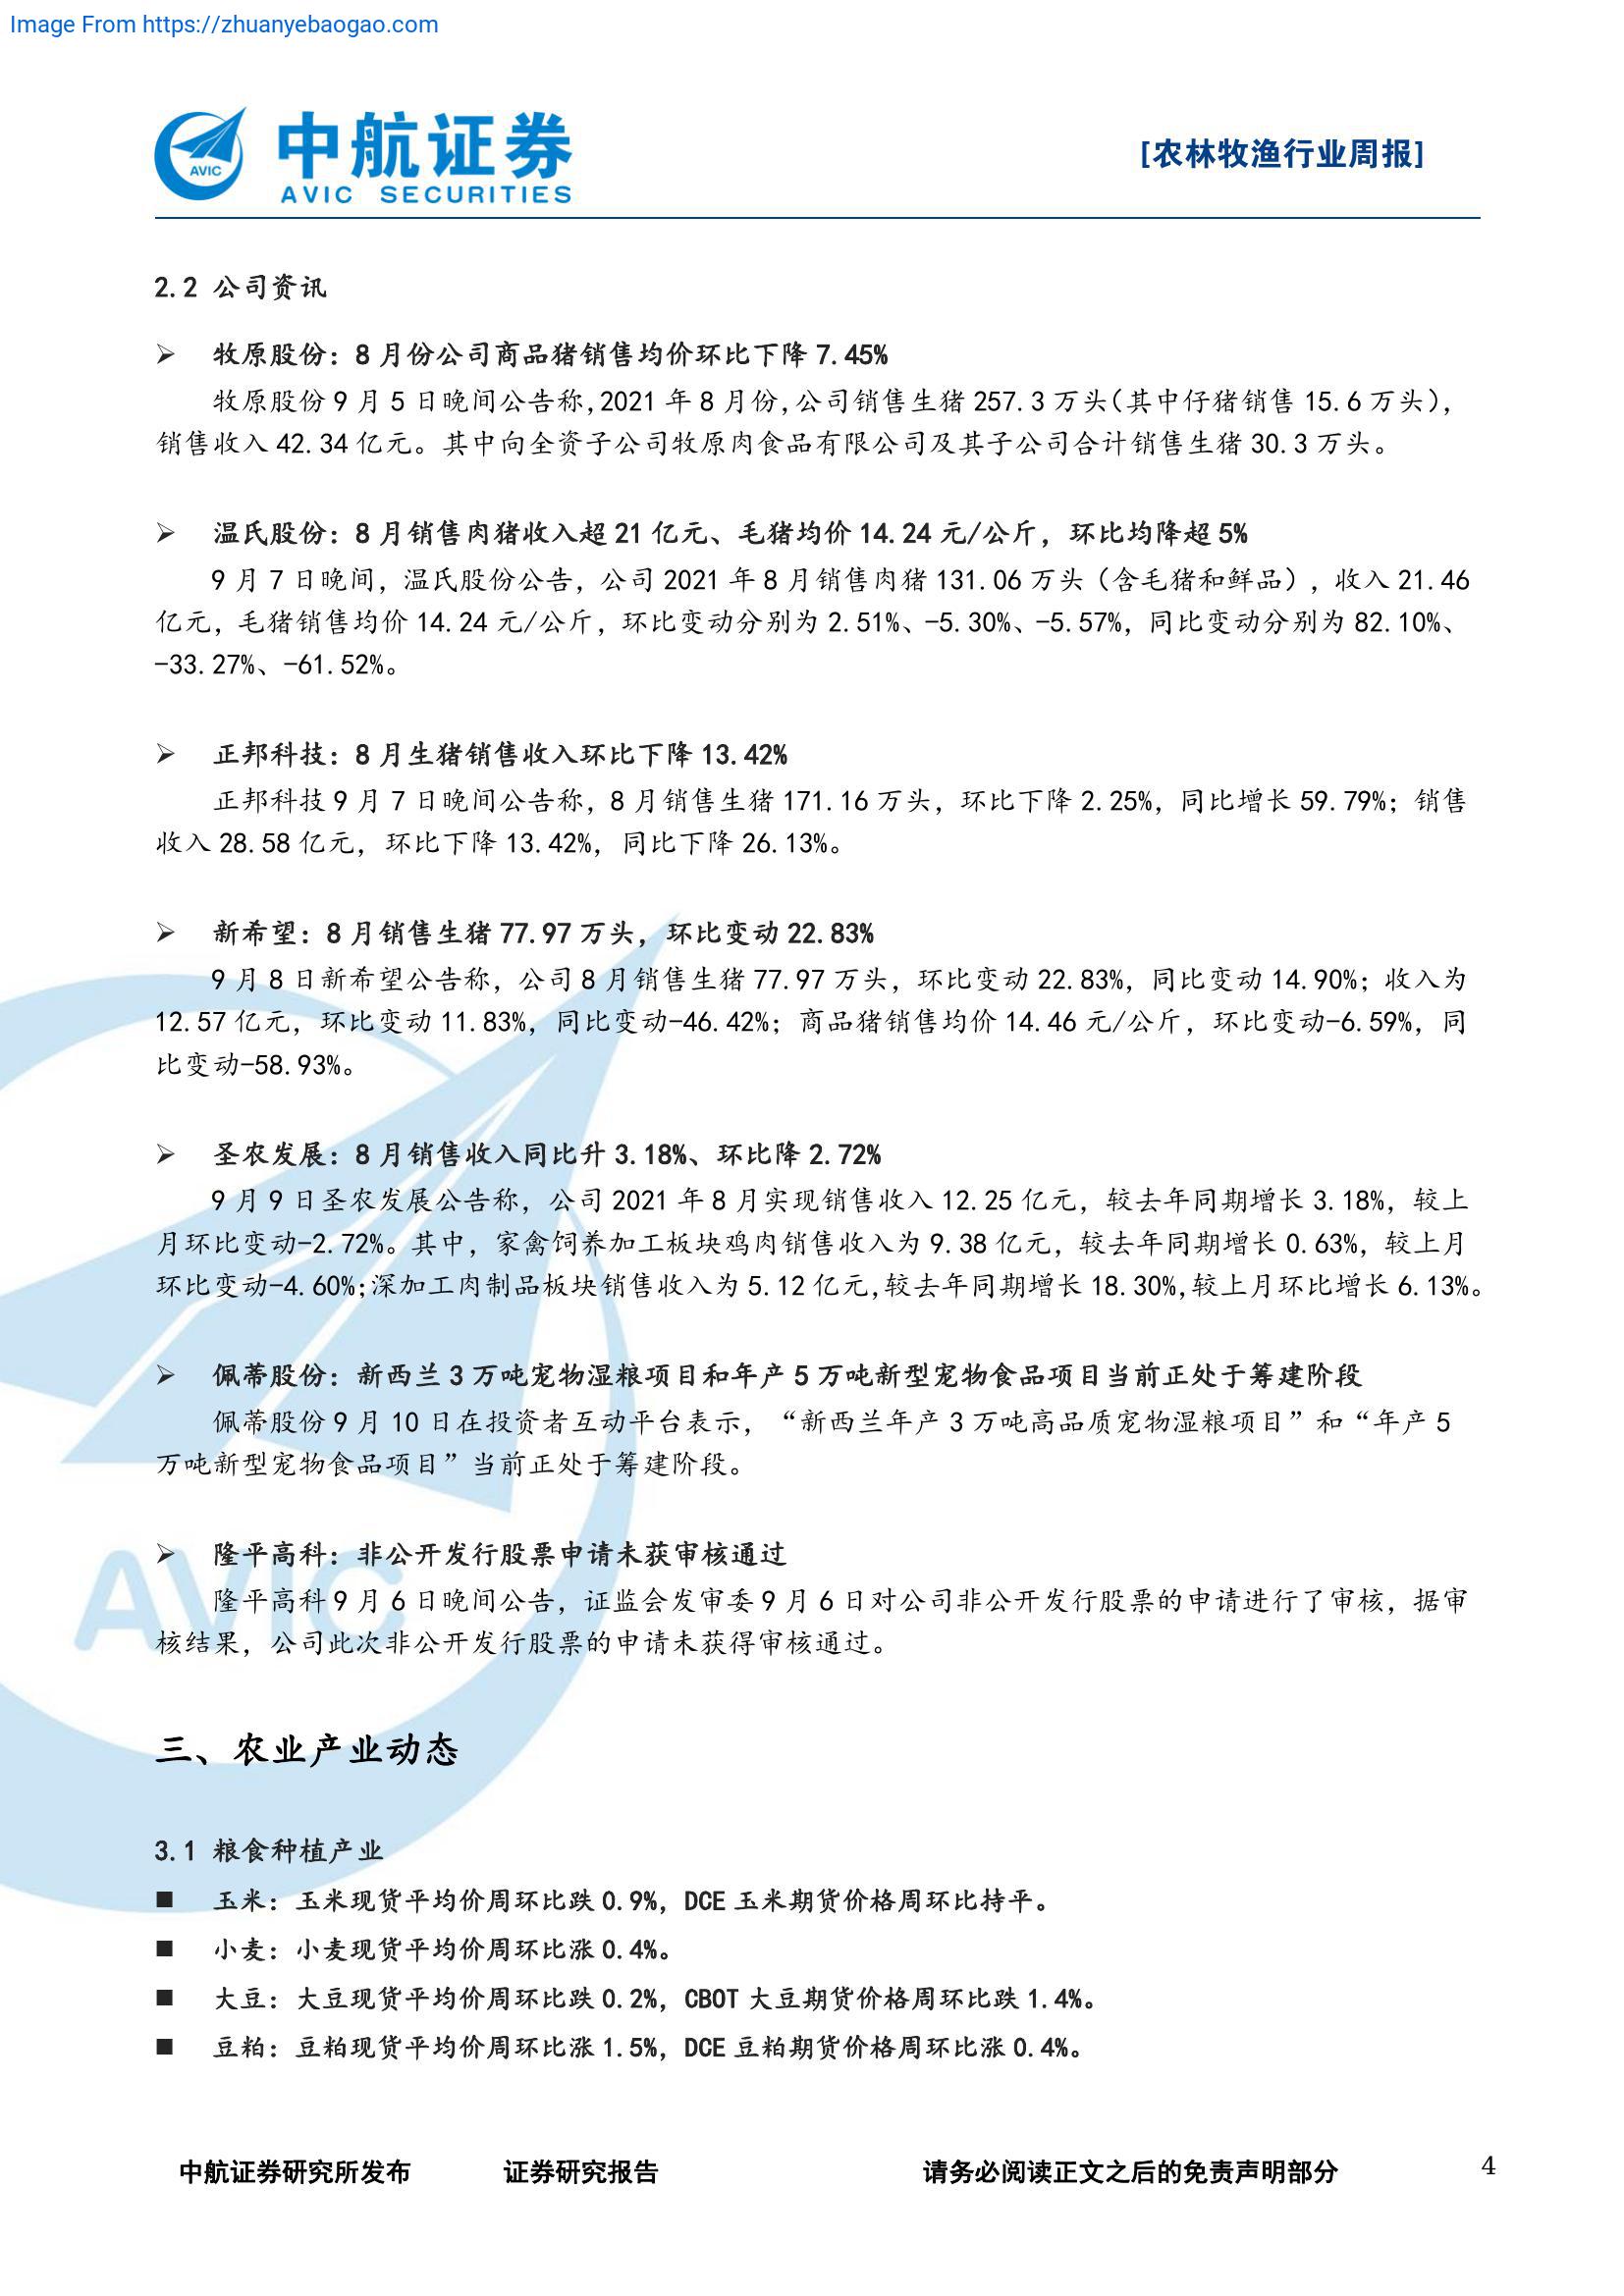 Image From https://zhuanyebaogao.com
AVIC
中航证券
AVIC SECURITIES
[农林牧渔行业周报]
2.2 公司资讯
➢ 牧原股份：8 月份公司商品猪销售均价环比下降 7.45%
牧原股份 9 月 5 日晚间公告称，2021 年 8 月份，公司销售生猪 257.3 万头（其中仔猪销售 15.6 万头），
销售收入 42.34 亿元。其中向全资子公司牧原肉食品有限公司及其子公司合计销售生猪 30.3 万头。
➢ 温氏股份：8 月销售肉猪收入超 21 亿元、毛猪均价 14.24 元/公斤，环比均降超 5%
9 月 7 日晚间，温氏股份公告，公司 2021 年 8 月销售肉猪 131.06 万头（含毛猪和鲜品），收入 21.46
亿元，毛猪销售均价 14.24 元/公斤，环比变动分别为 2.51%、-5.30%、-5.57%，同比变动分别为 82.10%、
-33.27%、-61.52%。
➢ 正邦科技：8 月生猪销售收入环比下降 13.42%
正邦科技 9 月 7 日晚间公告称，8 月销售生猪 171.16 万头，环比下降 2.25%，同比增长 59.79%；销售
收入 28.58 亿元，环比下降 13.42%，同比下降 26.13%。
➢ 新希望：8 月销售生猪 77.97 万头，环比变动 22.83%
9 月 8 日新希望公告称，公司 8 月销售生猪 77.97 万头，环比变动 22.83%，同比变动 14.90%；收入为
12.57 亿元，环比变动 11.83%，同比变动-46.42%；商品猪销售均价 14.46 元/公斤，环比变动-6.59%，同
比变动-58.93%。
➢ 圣农发展：8 月销售收入同比升 3.18%、环比降 2.72%
9 月 9 日圣农发展公告称，公司 2021 年 8 月实现销售收入 12.25 亿元，较去年同期增长 3.18%，较上
月环比变动-2.72%。其中，家禽饲养加工板块鸡肉销售收入为 9.38 亿元，较去年同期增长 0.63%，较上月
环比变动-4.60%；深加工肉制品板块销售收入为 5.12 亿元，较去年同期增长 18.30%，较上月环比增长 6.13%。
➢ 佩蒂股份：新西兰 3 万吨宠物湿粮项目和年产 5 万吨新型宠物食品项目当前正处于筹建阶段
佩蒂股份 9 月 10 日在投资者互动平台表示，“新西兰年产 3 万吨高品质宠物湿粮项目”和“年产 5
万吨新型宠物食品项目”当前正处于筹建阶段。
➢ 隆平高科：非公开发行股票申请未获审核通过
隆平高科 9 月 6 日晚间公告，证监会发审委 9 月 6 日对公司非公开发行股票的申请进行了审核，据审
核结果，公司此次非公开发行股票的申请未获得审核通过。
AVIC
三、农业产业动态
3.1 粮食种植产业
■ 玉米：玉米现货平均价周环比跌 0.9%，DCE 玉米期货价格周环比持平。
■ 小麦：小麦现货平均价周环比涨 0.4%。
■ 大豆：大豆现货平均价周环比跌 0.2%，CBOT 大豆期货价格周环比跌 1.4%。
■ 豆粕：豆粕现货平均价周环比涨 1.5%，DCE 豆粕期货价格周环比涨 0.4%。
中航证券研究所发布 证券研究报告 请务必阅读正文之后的免责声明部分 4